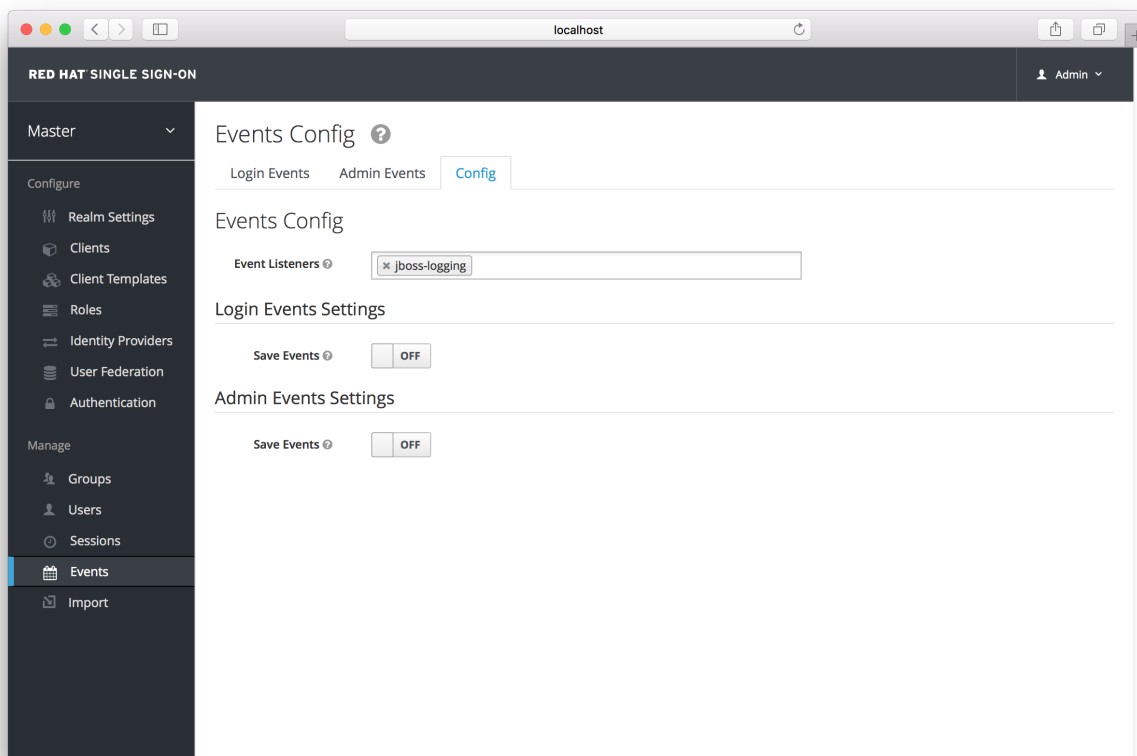 localhost
RED HAT SINGLE SIGN-ON
Admin
Master
Configure
Realm Settings
Clients
Client Templates
Roles
Identity Providers
User Federation
Authentication
Manage
Groups
Users
Sessions
Events
Import
Events Config
Login Events Admin Events Config
Events Config
Event Listeners jboss-logging
Login Events Settings
Save Events OFF
Admin Events Settings
Save Events OFF